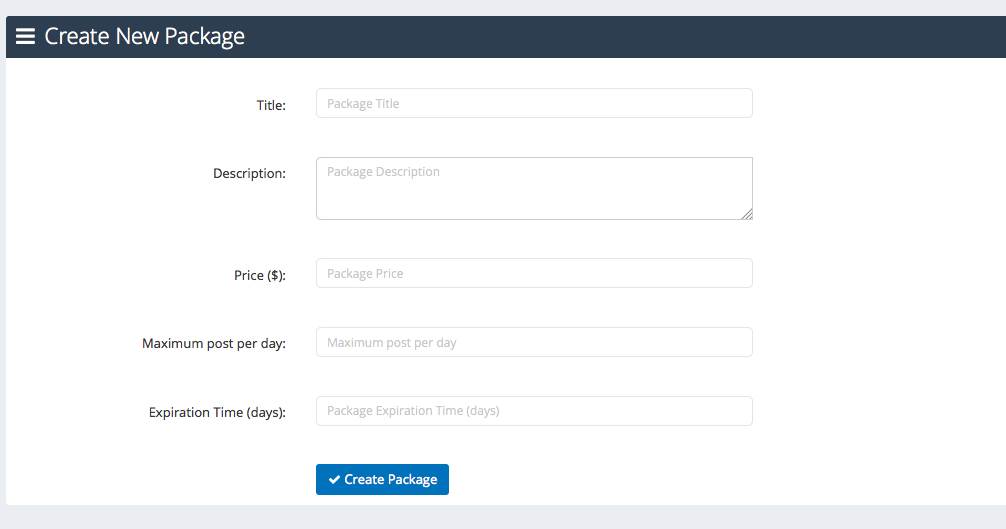 Create New Package
Title:
Package Title
Description:
Package Description
Price ($):
Package Price
Maximum post per day:
Maximum post per day
Expiration Time (days):
Package Expiration Time (days)
Create Package